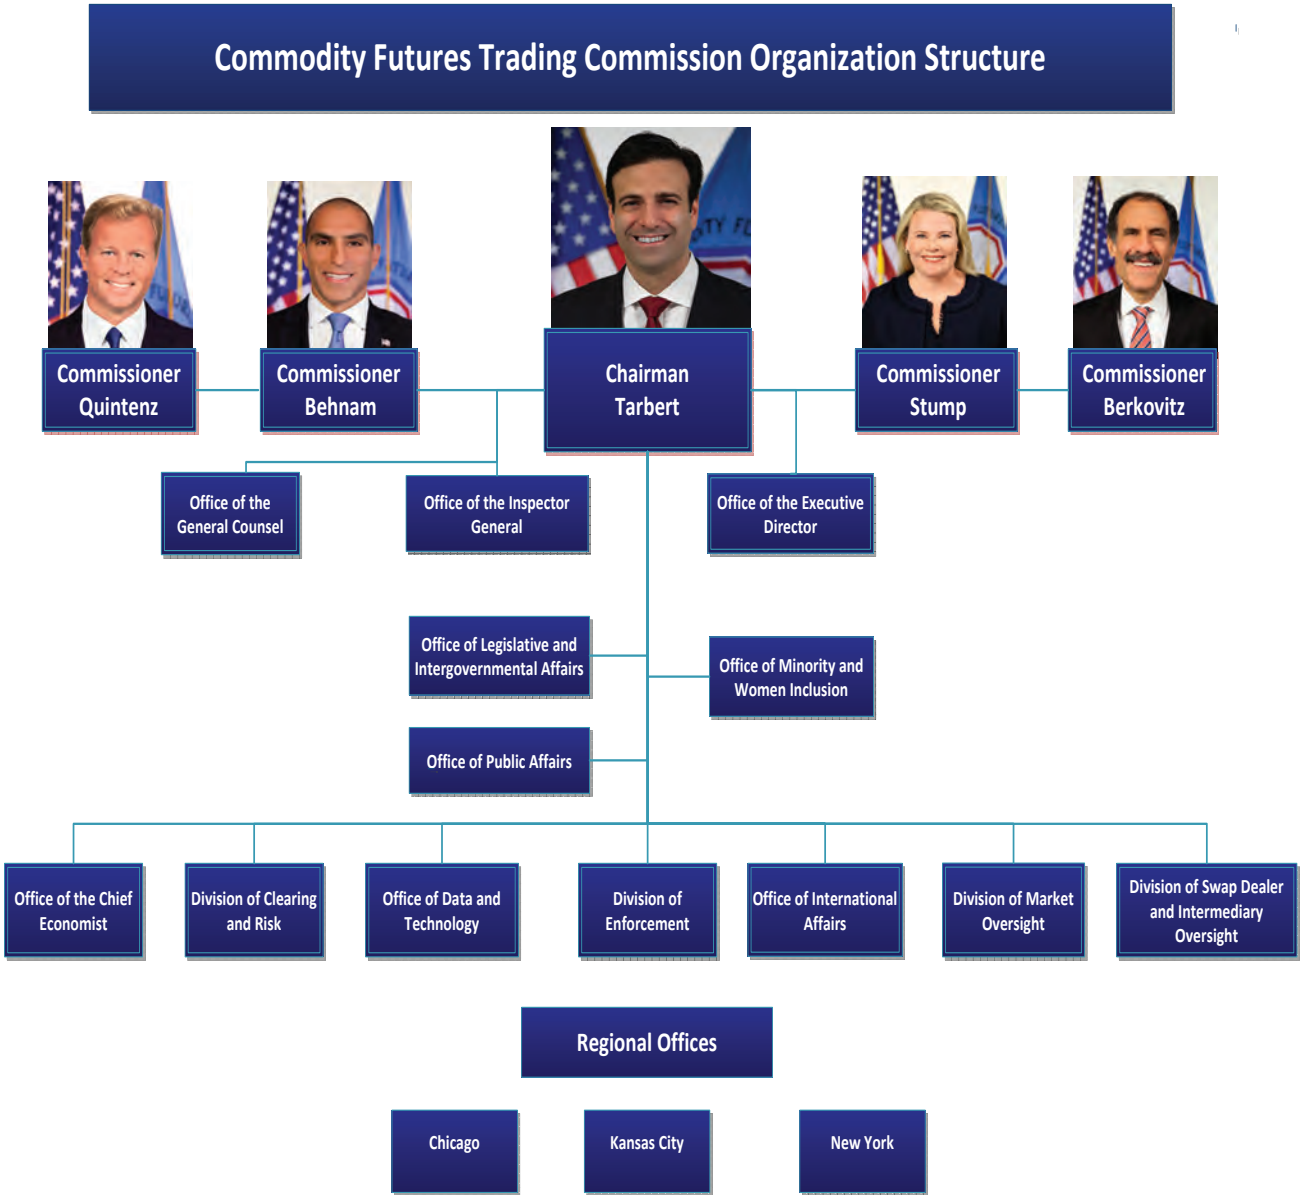 Commodity Futures Trading Commission Organization Structure
Commissioner
Quintenz
Commissioner
Behnam
Chairman
Tarbert
Commissioner
Stump
Commissioner
Berkovitz
Office of the
General Counsel
Office of the Inspector
General
Office of the Executive
Director
Office of Legislative and
Intergovernmental Affairs
Office of Minority and
Women Inclusion
Office of Public Affairs
Office of the Chief
Economist
Division of Clearing
and Risk
Office of Data and
Technology
Division of
Enforcement
Office of International
Affairs
Division of Market
Oversight
Division of Swap Dealer
and Intermediary
Oversight
Regional Offices
Chicago
Kansas City
New York